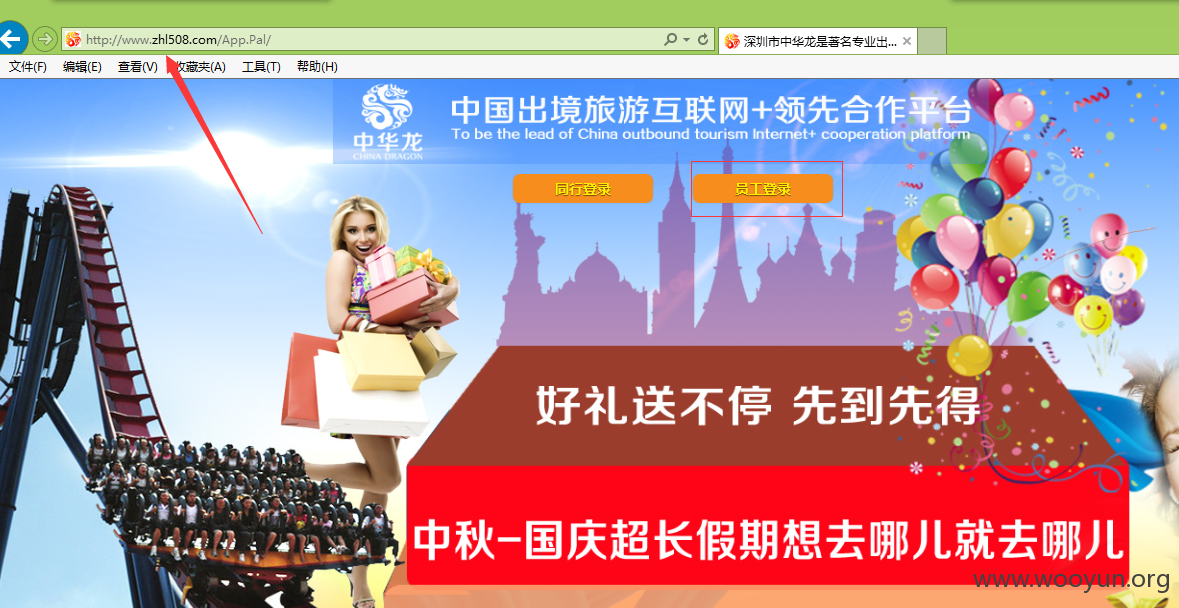 http://www.zhl508.com/App.Pal/
深圳市中华龙是著名专业出...
文件(F) 编辑(E) 查看(V) 收藏夹(A) 工具(T) 帮助(H)
中华龙
CHINA DRAGON
中国出境旅游互联网+领先合作平台
To be the lead of China outbound tourism Internet+ cooperation platform
同行登录
员工登录
好礼送不停 先到先得
中秋-国庆超长假期想去哪儿就去哪儿
www.wooyun.org